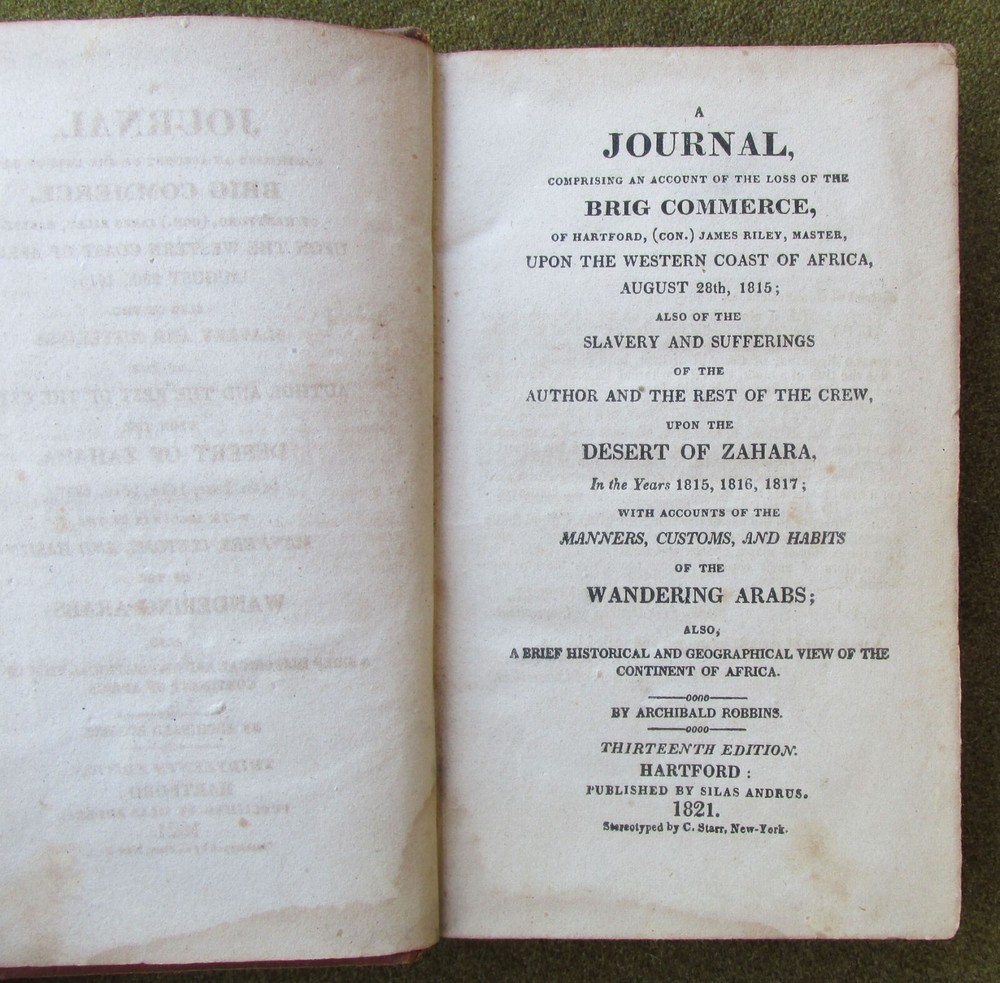 A
JOURNAL,
COMPRISING AN ACCOUNT OF THE LOSS OF THE
BRIG COMMERCE,
OF HARTFORD, (CON.) JAMES RILEY, MASTER,
UPON THE WESTERN COAST OF AFRICA,
AUGUST 28th, 1815;
ALSO OF THE
SLAVERY AND SUFFERINGS
OF THE
AUTHOR AND THE REST OF THE CREW,
UPON THE
DESERT OF ZAHARA,
In the Years 1815, 1816, 1817;
WITH ACCOUNTS OF THE
MANNERS, CUSTOMS, AND HABITS
OF THE
WANDERING ARABS;
ALSO,
A BRIEF HISTORICAL AND GEOGRAPHICAL VIEW OF THE
CONTINENT OF AFRICA.
oooo
BY ARCHIBALD ROBBINS.
oooo
THIRTEENTH EDITION.
HARTFORD:
PUBLISHED BY SILAS ANDRUS.
1821.
Stereotyped by C. Starr, New-York.